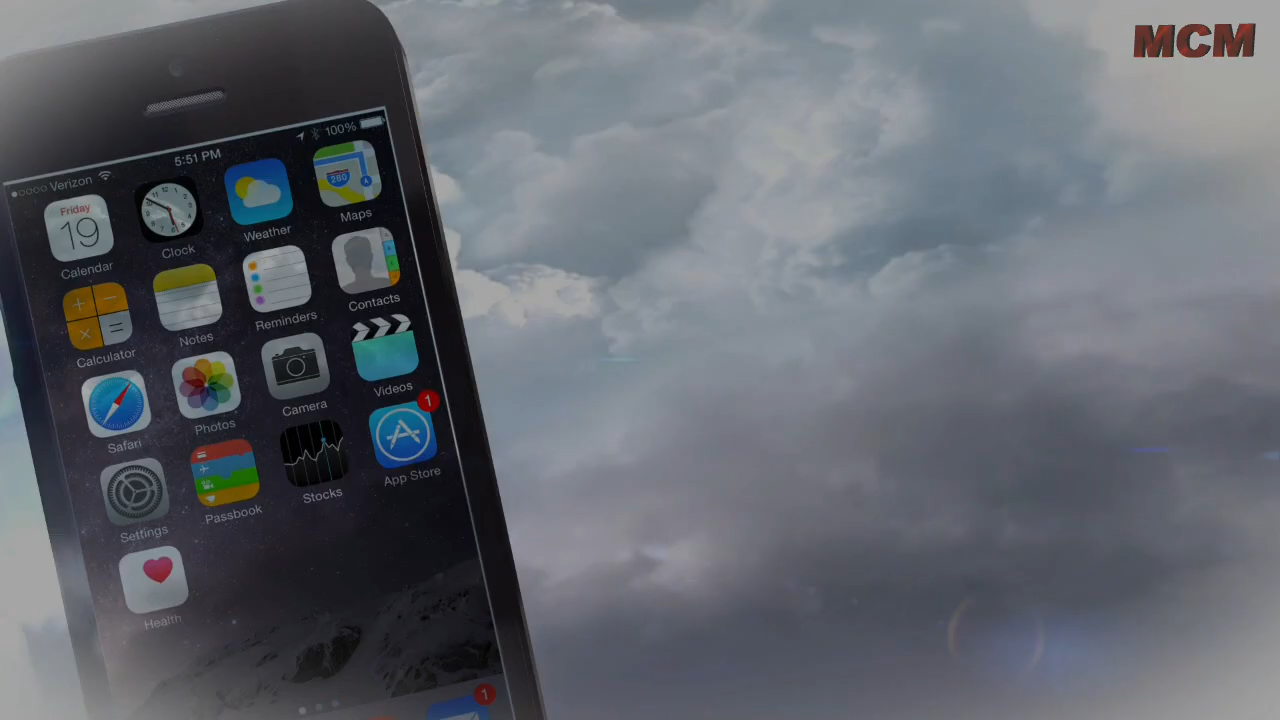 MCM
Verizon
5:51 PM
100%
Friday
19
280
Calendar
Clock
Weather
Maps
Calculator
Notes
Reminders
Contacts
Safari
Photos
Camera
Videos
1
Settings
Passbook
Stocks
App Store
Health
1